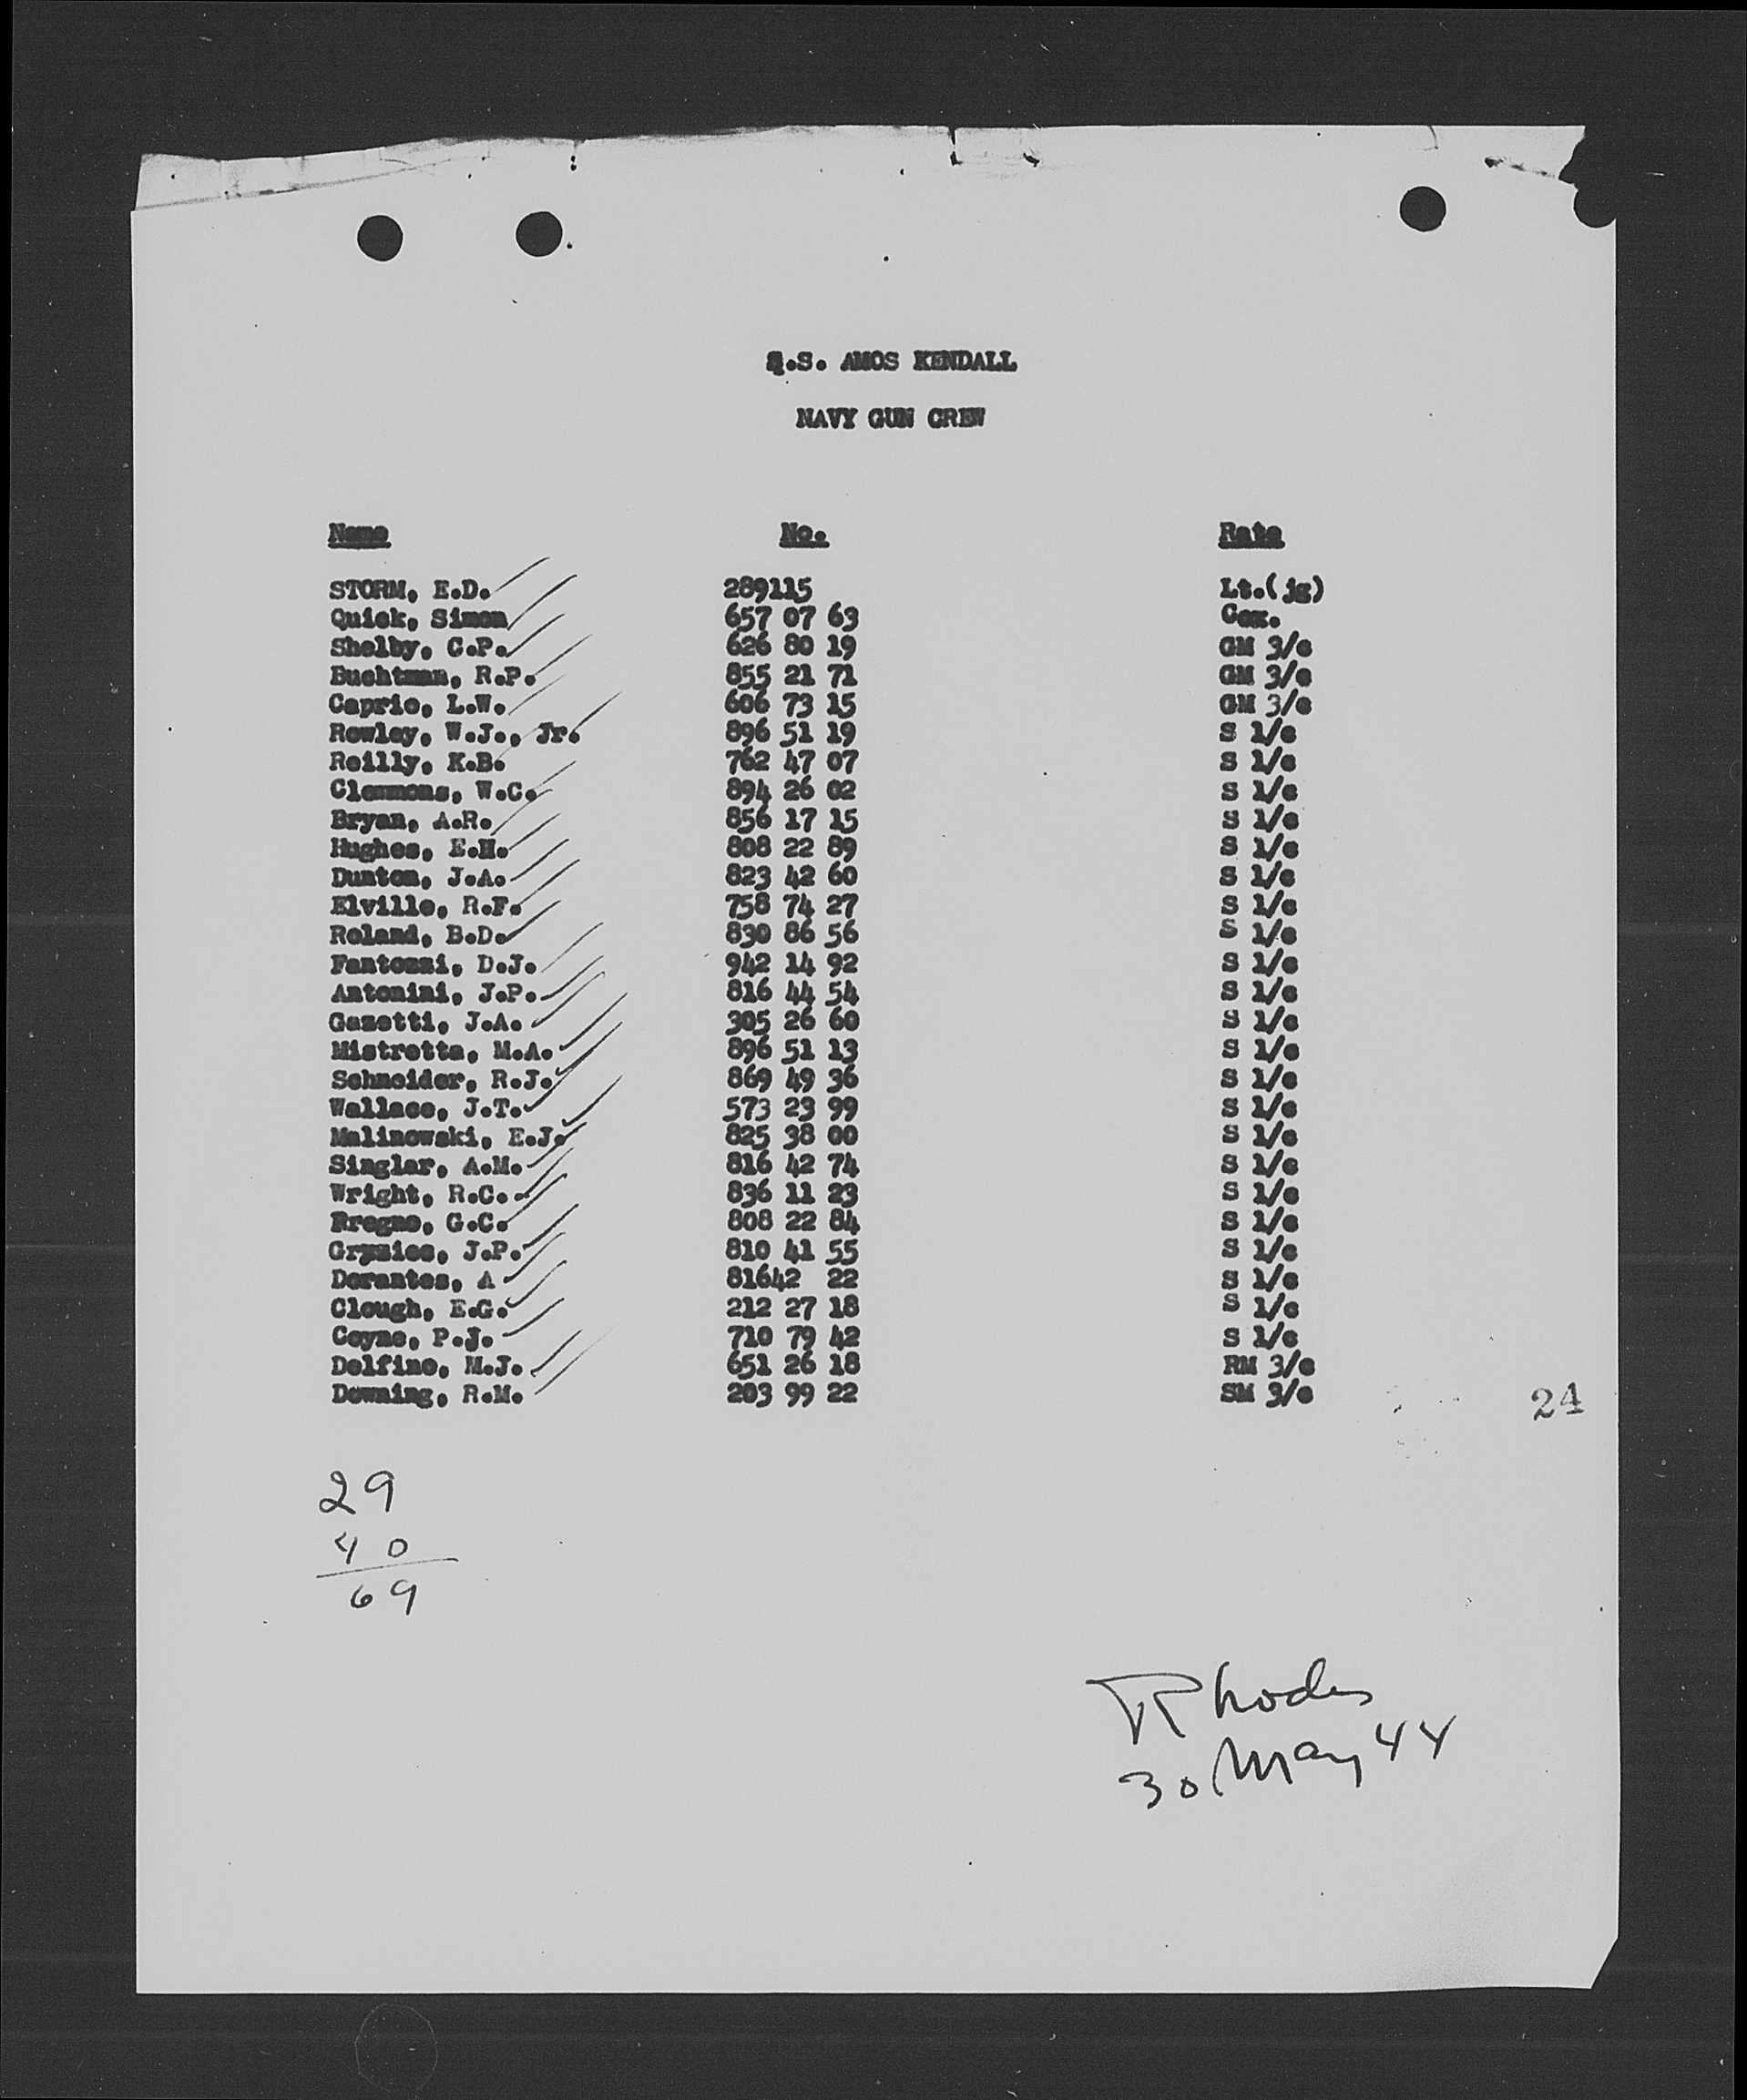 S.S. AMOS KENDALL
NAVY GUN CREW
Name No. Rate
STORM, E.D. 289115 Lt.(jg)
Quick, Simon 657 07 63 Cox.
Shelby, C.P. 626 80 19 GM 3/c
Buchtman, R.P. 855 21 71 GM 3/c
Caprio, L.W. 606 73 15 GM 3/c
Rowley, W.J., Jr. 896 51 19 S 1/c
Reilly, K.B. 762 47 07 S 1/c
Clemmons, W.C. 894 26 02 S 1/c
Bryan, A.R. 856 17 15 S 1/c
Hughes, E.H. 808 22 89 S 1/c
Dunton, J.A. 823 42 60 S 1/c
Elville, R.F. 758 74 27 S 1/c
Roland, B.D. 830 86 56 S 1/c
Fantozzi, D.J. 942 14 92 S 1/c
Antonini, J.P. 816 44 54 S 1/c
Gazetti, J.A. 305 26 60 S 1/c
Mistretta, M.A. 896 51 13 S 1/c
Schneider, R.J. 869 49 36 S 1/c
Wallace, J.T. 573 23 99 S 1/c
Malinowski, E.J. 825 38 00 S 1/c
Singlar, A.M. 816 42 74 S 1/c
Wright, R.C. 836 11 23 S 1/c
G.C. 808 22 84 S 1/c
J.P. 810 41 55 S 1/c
Dorantes, A 81642 22 S 1/c
Clough, E.G. 212 27 18 S 1/c
Coyne, P.J. 710 79 42 S 1/c
Delfino, M.J. 651 26 18 RM 3/c
Downing, R.M. 203 99 22 SM 3/c
24
29
40
69
Rhodes
30 May 44